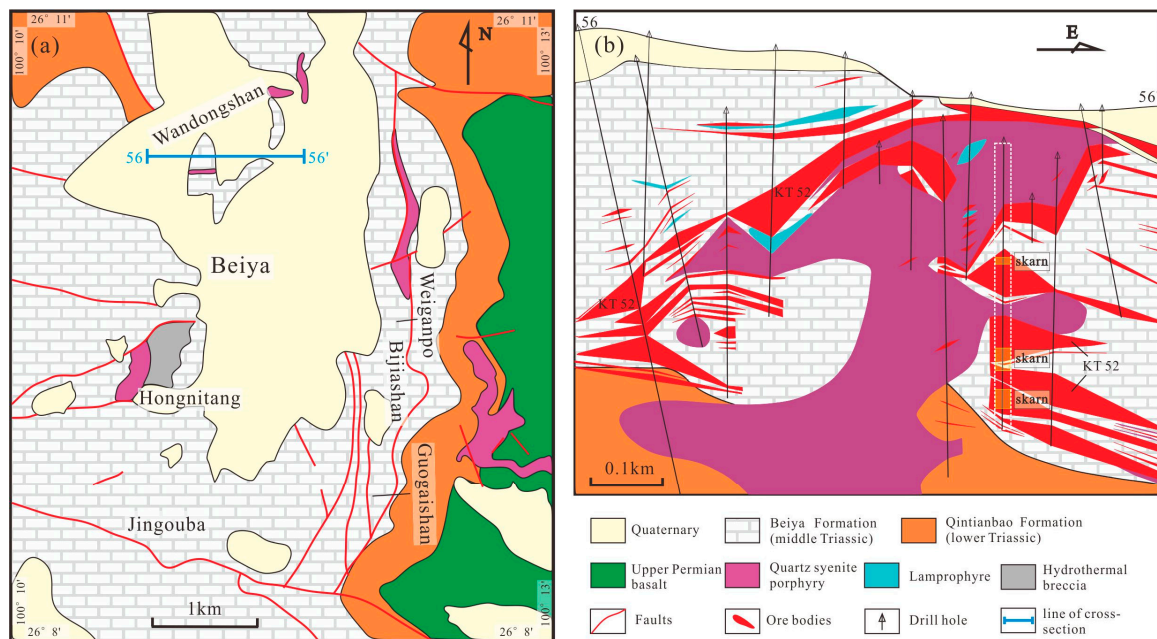 26° 11'
26° 11'
100° 10'
100° 13'
(a)
N
Wandongshan
56
56'
Beiya
Weiganpo
Bijiashan
Hongnitang
Guogaishan
Jingouba
1km
100° 10'
100° 13'
26° 8'
26° 8'
56
(b)
E
56'
KT 52
skarn
KT 52
skarn
KT 52
skarn
0.1km
Quaternary
Beiya Formation
(middle Triassic)
Qintianbao Formation
(lower Triassic)
Upper Permian
basalt
Quartz syenite
porphyry
Lamprophyre
Hydrothermal
breccia
Faults
Ore bodies
Drill hole
line of cross-
section